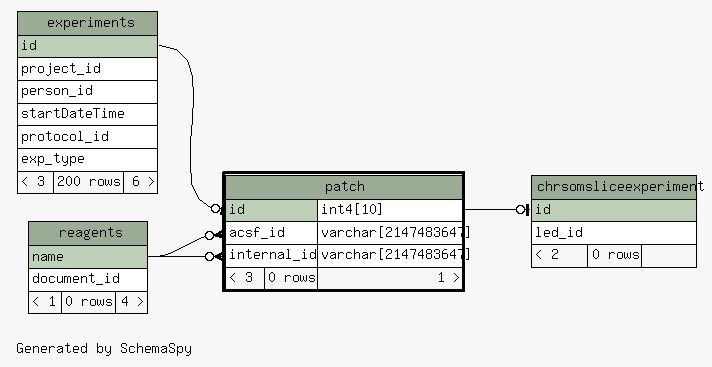 experiments
id
project_id
person_id
startDateTime
protocol_id
exp_type
< 3 200 rows 6 >
reagents
name
document_id
< 1 0 rows 4 >
patch
id int4[10]
acsf_id varchar[2147483647]
internal_id varchar[2147483647]
< 3 0 rows 1 >
chrsomsliceexperiment
id
led_id
< 2 0 rows
Generated by SchemaSpy